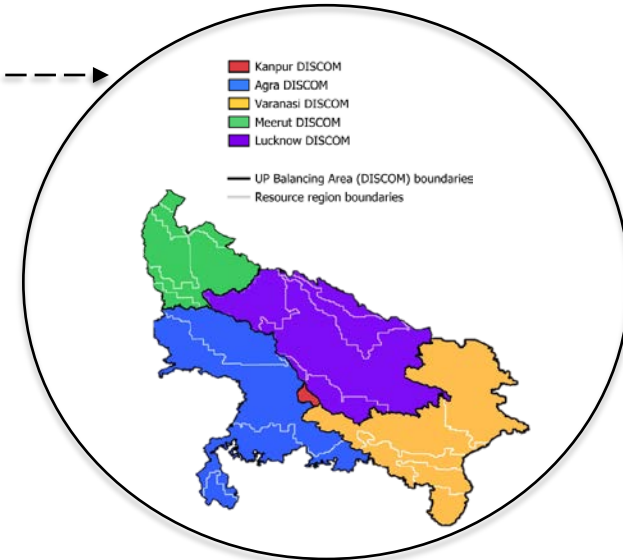 Kanpur DISCOM
Agra DISCOM
Varanasi DISCOM
Meerut DISCOM
Lucknow DISCOM
UP Balancing Area (DISCOM) boundaries
Resource region boundaries